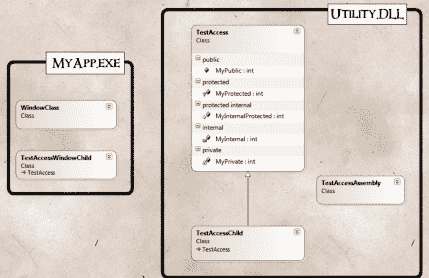 MYAPP.EXE
WindowClass
Class
TestAccessWindowChild
Class
TestAccess
UTILITY.DLL
TestAccess
Class
public
MyPublic : int
protected
MyProtected : int
protected internal
MyInternalProtected : int
internal
MyInternal : int
private
MyPrivate : int
TestAccessAssembly
Class
TestAccessChild
Class
TestAccess